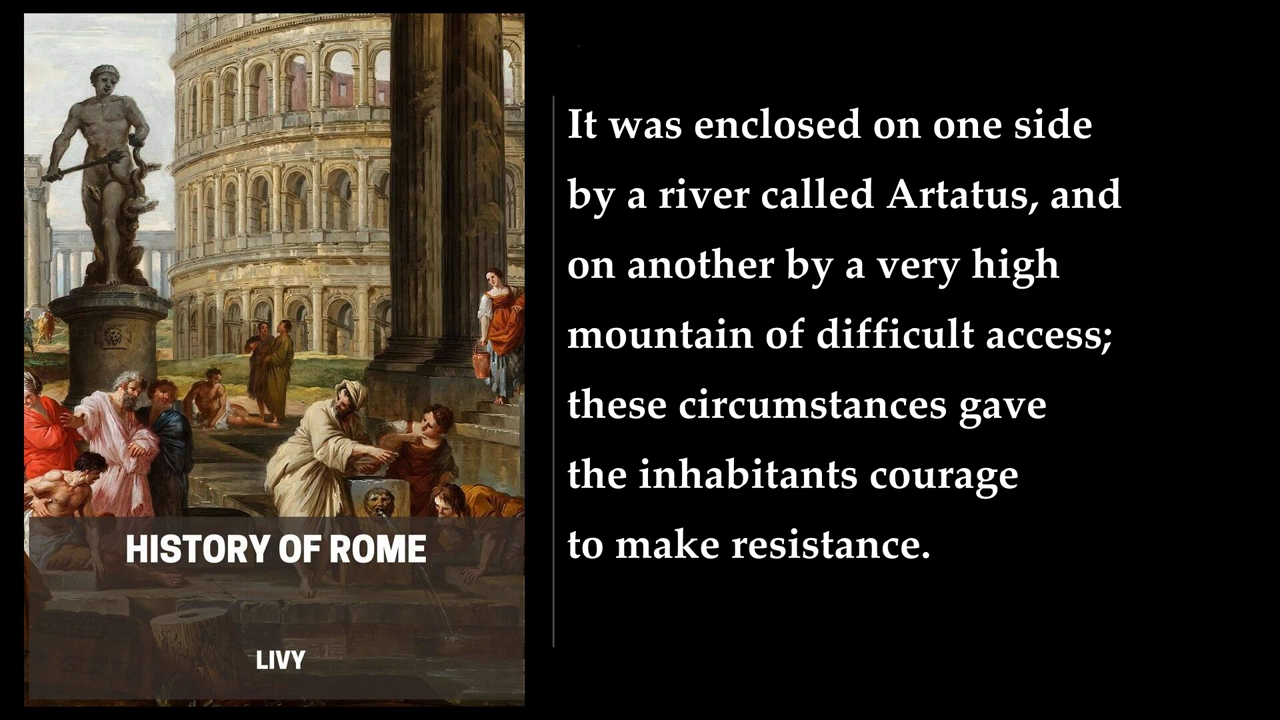 HISTORY OF ROME
LIVY
It was enclosed on one side
by a river called Artatus, and
on another by a very high
mountain of difficult access;
these circumstances gave
the inhabitants courage
to make resistance.